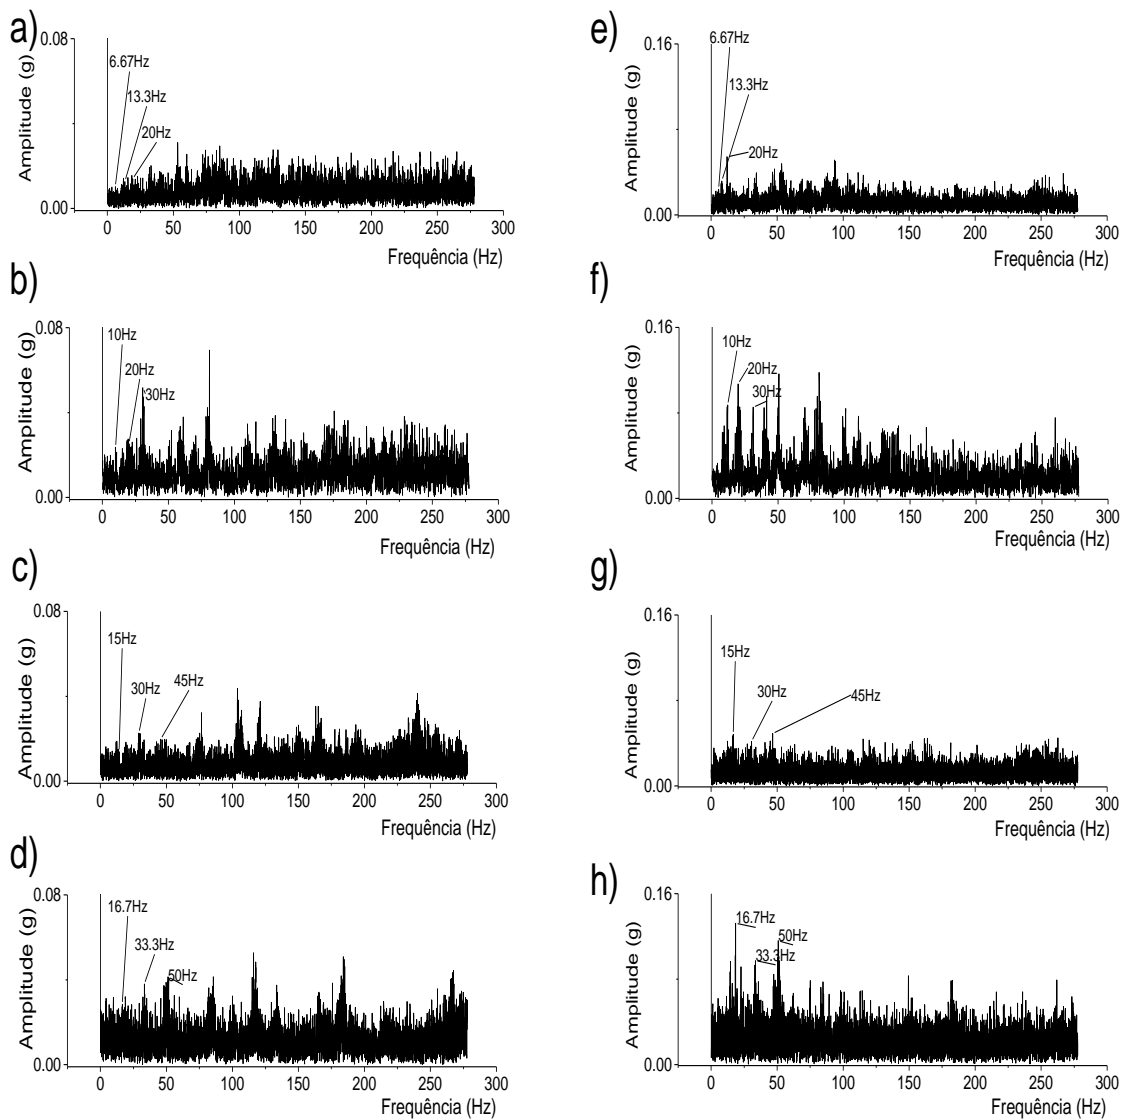 a)
0.08
6.67Hz
13.3Hz
20Hz
Amplitude (g)
0.00
0 50 100 150 200 250 300
Frequência (Hz)
b)
0.08
10Hz
20Hz
30Hz
Amplitude (g)
0.00
0 50 100 150 200 250 300
Frequência (Hz)
c)
0.08
15Hz
30Hz
45Hz
Amplitude (g)
0.00
0 50 100 150 200 250 300
Frequência (Hz)
d)
0.08
16.7Hz
33.3Hz
50Hz
Amplitude (g)
0.00
0 50 100 150 200 250 300
Frequência (Hz)
e)
0.16
6.67Hz
13.3Hz
20Hz
Amplitude (g)
0.00
0 50 100 150 200 250 300
Frequência (Hz)
f)
0.16
10Hz
20Hz
30Hz
Amplitude (g)
0.00
0 50 100 150 200 250 300
Frequência (Hz)
g)
0.16
15Hz
30Hz
45Hz
Amplitude (g)
0.00
0 50 100 150 200 250 300
Frequência (Hz)
h)
0.16
16.7Hz
50Hz
33.3Hz
Amplitude (g)
0.00
0 50 100 150 200 250 300
Frequência (Hz)